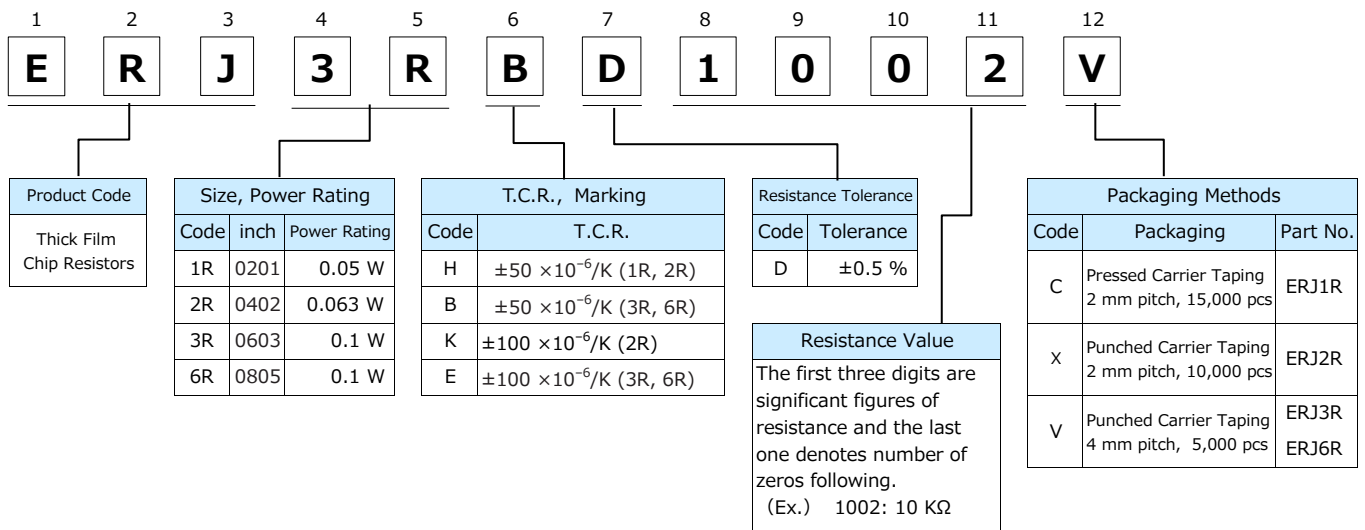 1 2 3 4 5 6 7 8 9 10 11 12
E R J 3 R B D 1 0 0 2 V
Product Code
Thick Film
Chip Resistors
Size, Power Rating
Code inch Power Rating
1R 0201 0.05 W
2R 0402 0.063 W
3R 0603 0.1 W
6R 0805 0.1 W
T.C.R., Marking
Code T.C.R.
H ±50 ×10⁻⁶/K (1R, 2R)
B ±50 ×10⁻⁶/K (3R, 6R)
K ±100 ×10⁻⁶/K (2R)
E ±100 ×10⁻⁶/K (3R, 6R)
Resistance Tolerance
Code Tolerance
D ±0.5 %
Resistance Value
The first three digits are
significant figures of
resistance and the last
one denotes number of
zeros following.
（Ex.） 1002: 10 KΩ
Packaging Methods
Code Packaging Part No.
C Pressed Carrier Taping
2 mm pitch, 15,000 pcs ERJ1R
X Punched Carrier Taping
2 mm pitch, 10,000 pcs ERJ2R
V Punched Carrier Taping
4 mm pitch, 5,000 pcs
ERJ3R
ERJ6R